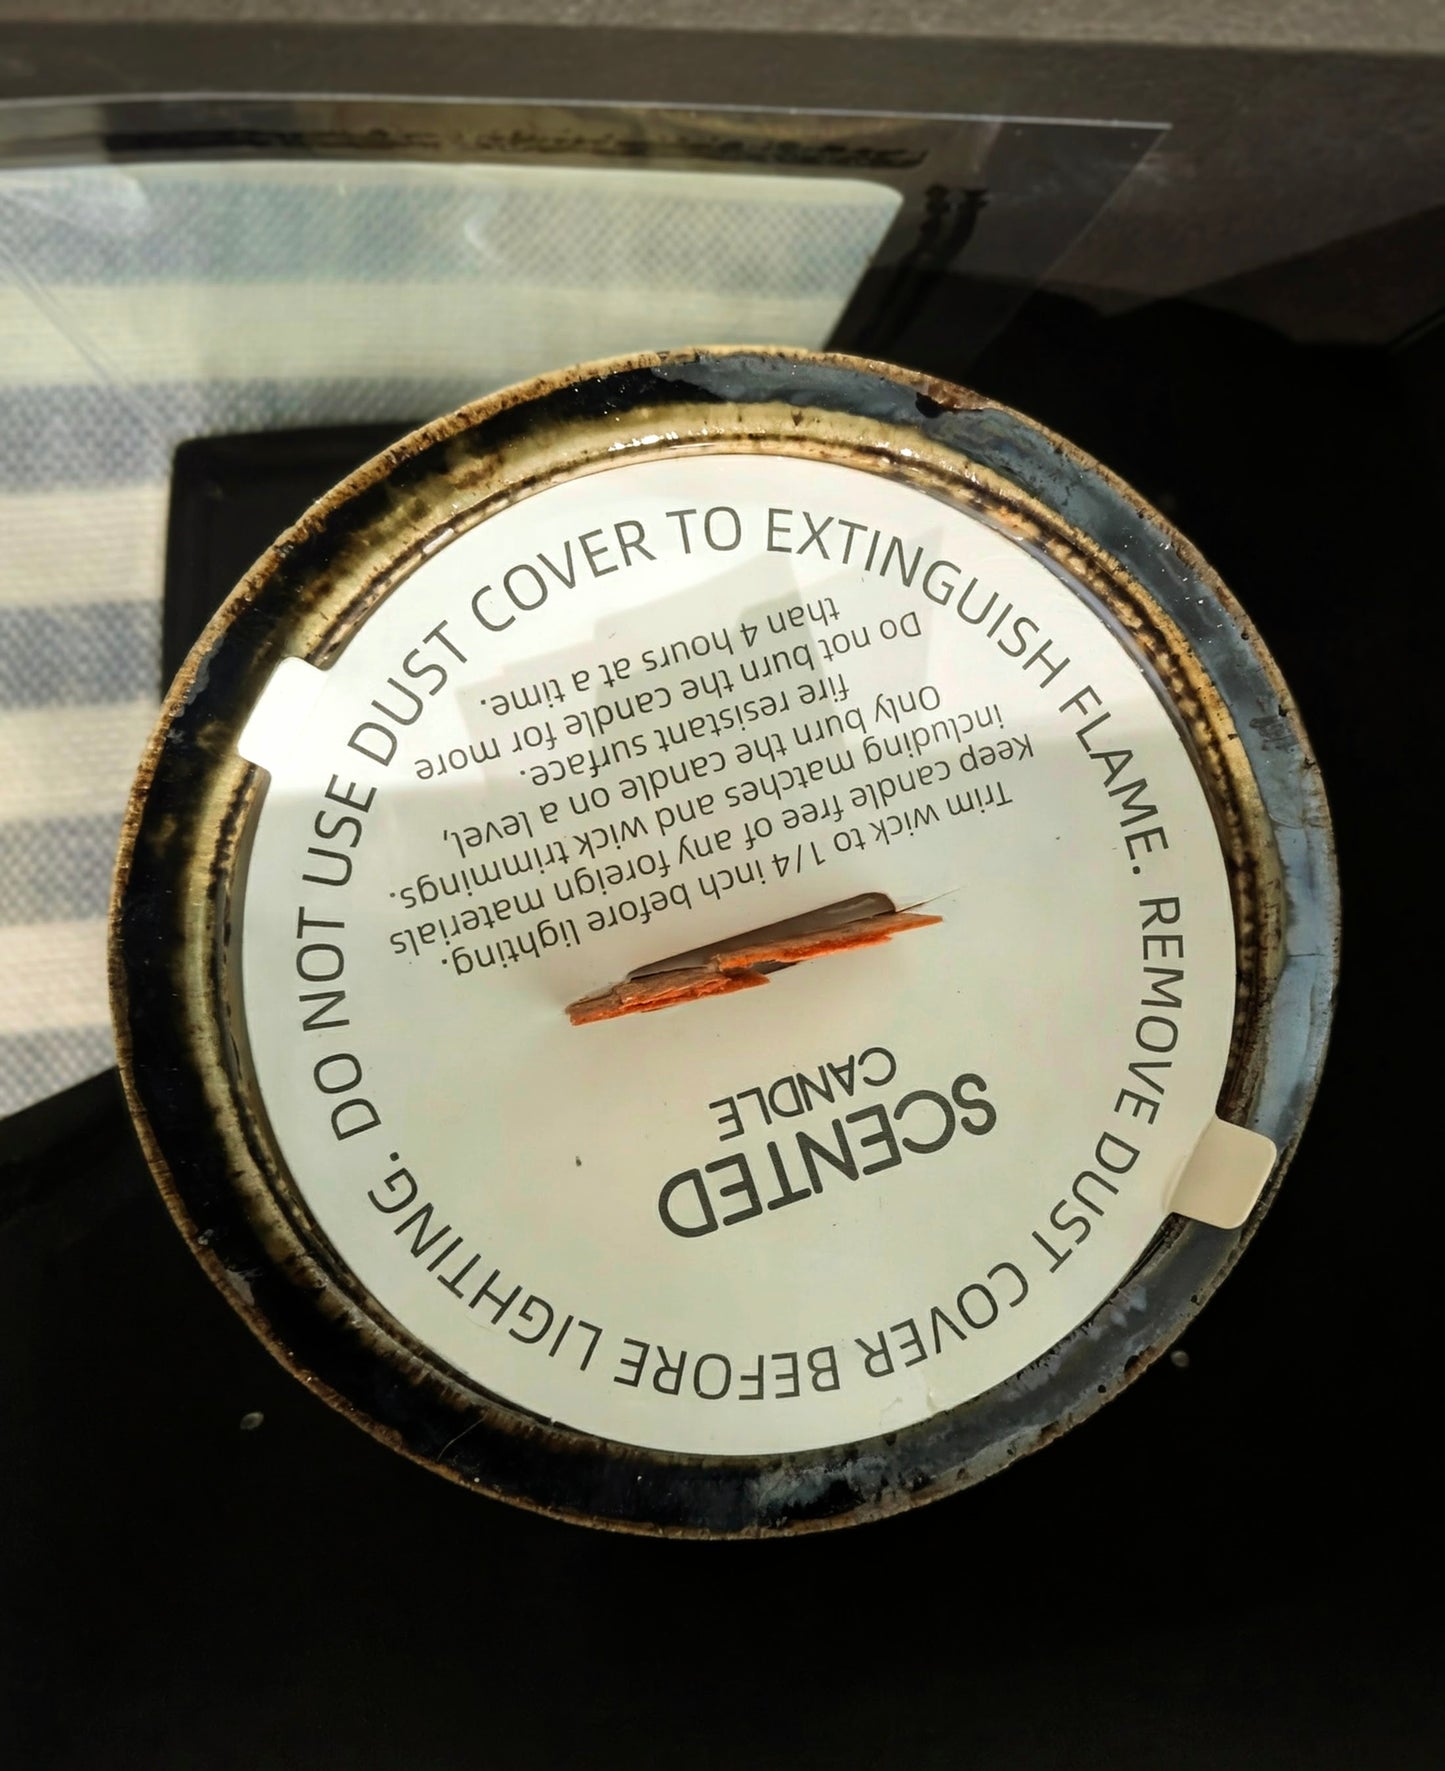 SCENTED
CANDLE
Trim wick to 1/4 inch before lighting.
Keep candle free of any foreign materials
including matches and wick trimmings.
Only burn the candle on a level,
fire resistant surface.
Do not burn the candle for more
than 4 hours at a time.
REMOVE DUST COVER BEFORE LIGHTING. DO NOT USE DUST COVER TO EXTINGUISH FLAME.